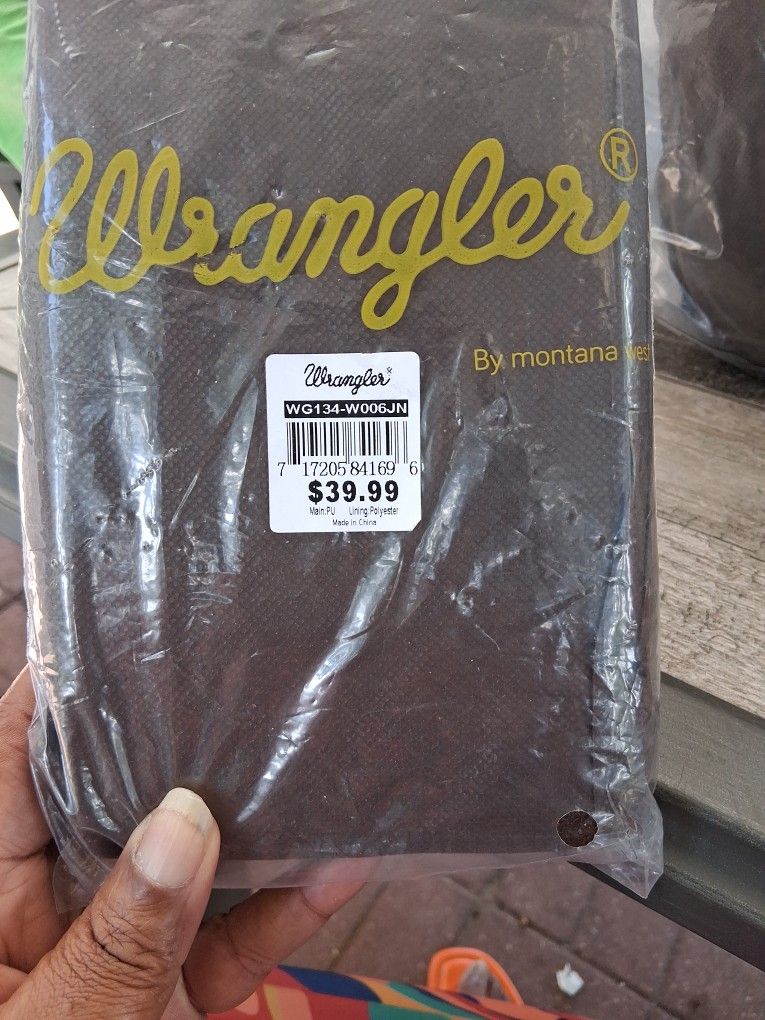 Wrangler®
By montana west
Wrangler®
WG134-W006JN
7 17205 84169 6
$39.99
Main:PU Lining:Polyester
Made in China